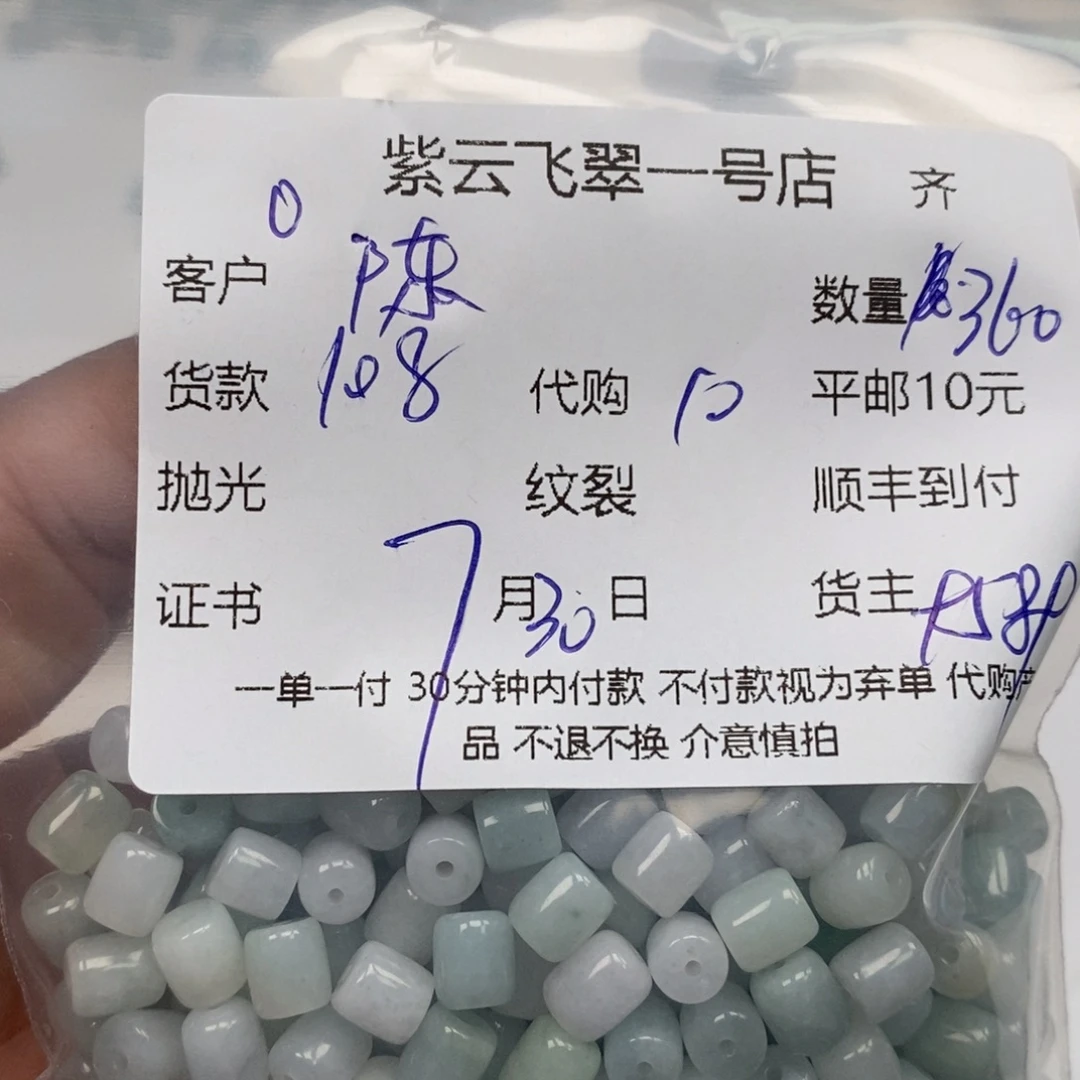 紫云飞翠一号店 齐
0
客户 陈 数量 360
货款 108 代购 10 平邮10元
抛光 纹裂 顺丰到付
证书 7月30日 货主
一单一付 30分钟内付款 不付款视为弃单 代购产
品 不退不换 介意慎拍